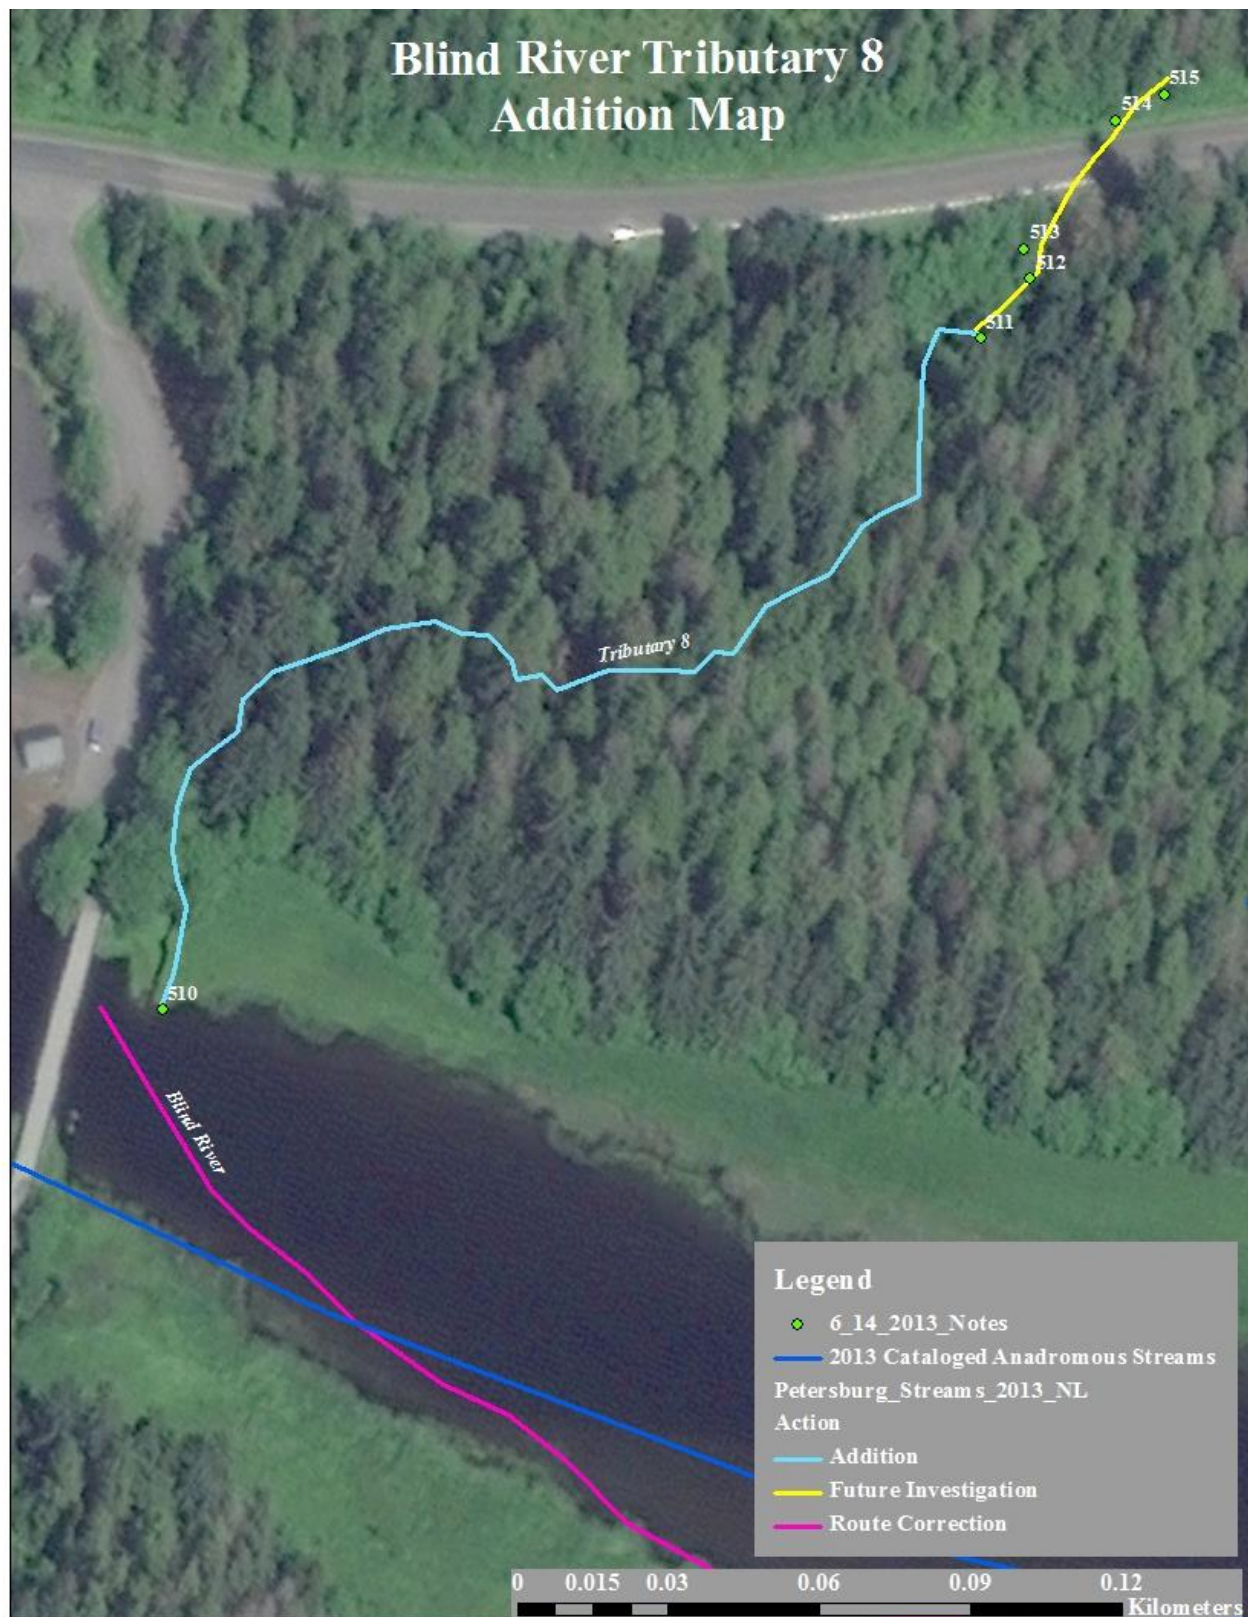 Blind River Tributary 8
Addition Map
515
514
513
512
511
Tributary 8
510
Blind River
Legend
6_14_2013_Notes
2013 Cataloged Anadromous Streams
Petersburg_Streams_2013_NL
Action
Addition
Future Investigation
Route Correction
0 0.015 0.03 0.06 0.09 0.12
Kilometers